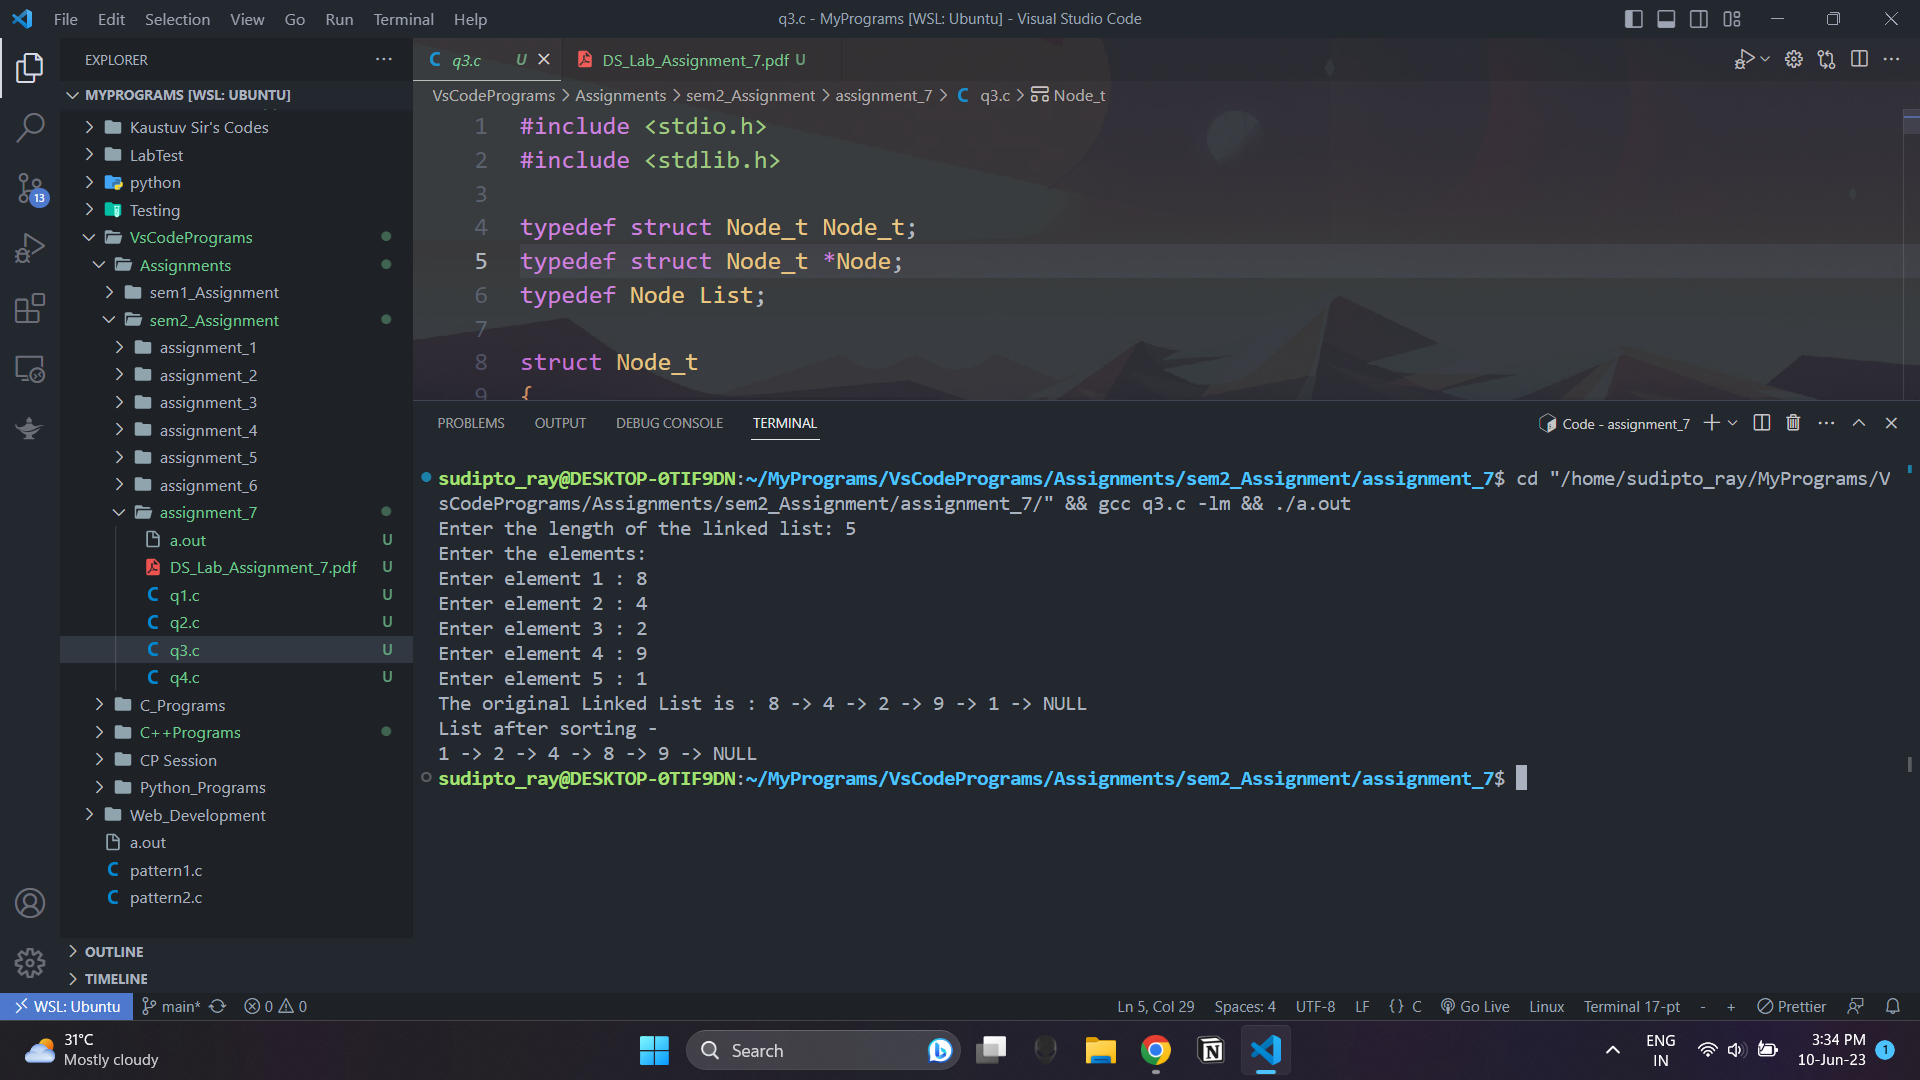 File Edit Selection View Go Run Terminal Help
q3.c - MyPrograms [WSL: Ubuntu] - Visual Studio Code
EXPLORER
MYPROGRAMS [WSL: UBUNTU]
Kaustuv Sir's Codes
LabTest
python
Testing
VsCodePrograms
Assignments
sem1_Assignment
sem2_Assignment
assignment_1
assignment_2
assignment_3
assignment_4
assignment_5
assignment_6
assignment_7
a.out U
DS_Lab_Assignment_7.pdf U
q1.c U
q2.c U
q3.c U
q4.c U
C_Programs
C++Programs
CP Session
Python_Programs
Web_Development
a.out
pattern1.c
pattern2.c
OUTLINE
TIMELINE
13
q3.c U DS_Lab_Assignment_7.pdf U
VsCodePrograms > Assignments > sem2_Assignment > assignment_7 > C q3.c > Node_t
1 #include <stdio.h>
2 #include <stdlib.h>
3
4 typedef struct Node_t Node_t;
5 typedef struct Node_t *Node;
6 typedef Node List;
7
8 struct Node_t
9 {
PROBLEMS OUTPUT DEBUG CONSOLE TERMINAL
Code - assignment_7
sudipto_ray@DESKTOP-0TIF9DN:~/MyPrograms/VsCodePrograms/Assignments/sem2_Assignment/assignment_7$ cd "/home/sudipto_ray/MyPrograms/V
sCodePrograms/Assignments/sem2_Assignment/assignment_7/" && gcc q3.c -lm && ./a.out
Enter the length of the linked list: 5
Enter the elements:
Enter element 1 : 8
Enter element 2 : 4
Enter element 3 : 2
Enter element 4 : 9
Enter element 5 : 1
The original Linked List is : 8 -> 4 -> 2 -> 9 -> 1 -> NULL
List after sorting -
1 -> 2 -> 4 -> 8 -> 9 -> NULL
sudipto_ray@DESKTOP-0TIF9DN:~/MyPrograms/VsCodePrograms/Assignments/sem2_Assignment/assignment_7$
WSL: Ubuntu main* 0 0 Ln 5, Col 29 Spaces: 4 UTF-8 LF {} C Go Live Linux Terminal 17-pt - + Prettier
31°C
Mostly cloudy
Search
ENG
IN
3:34 PM
10-Jun-23
1